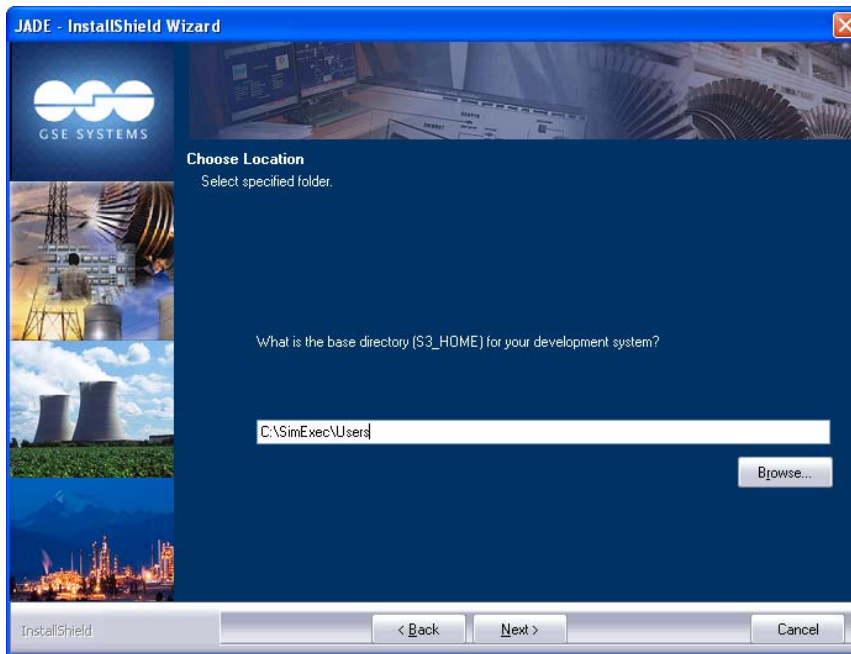 JADE - InstallShield Wizard
GSE SYSTEMS
Choose Location
Select specified folder.
What is the base directory (S3_HOME) for your development system?
C:\SimExec\Users
Browse...
InstallShield
< Back
Next >
Cancel